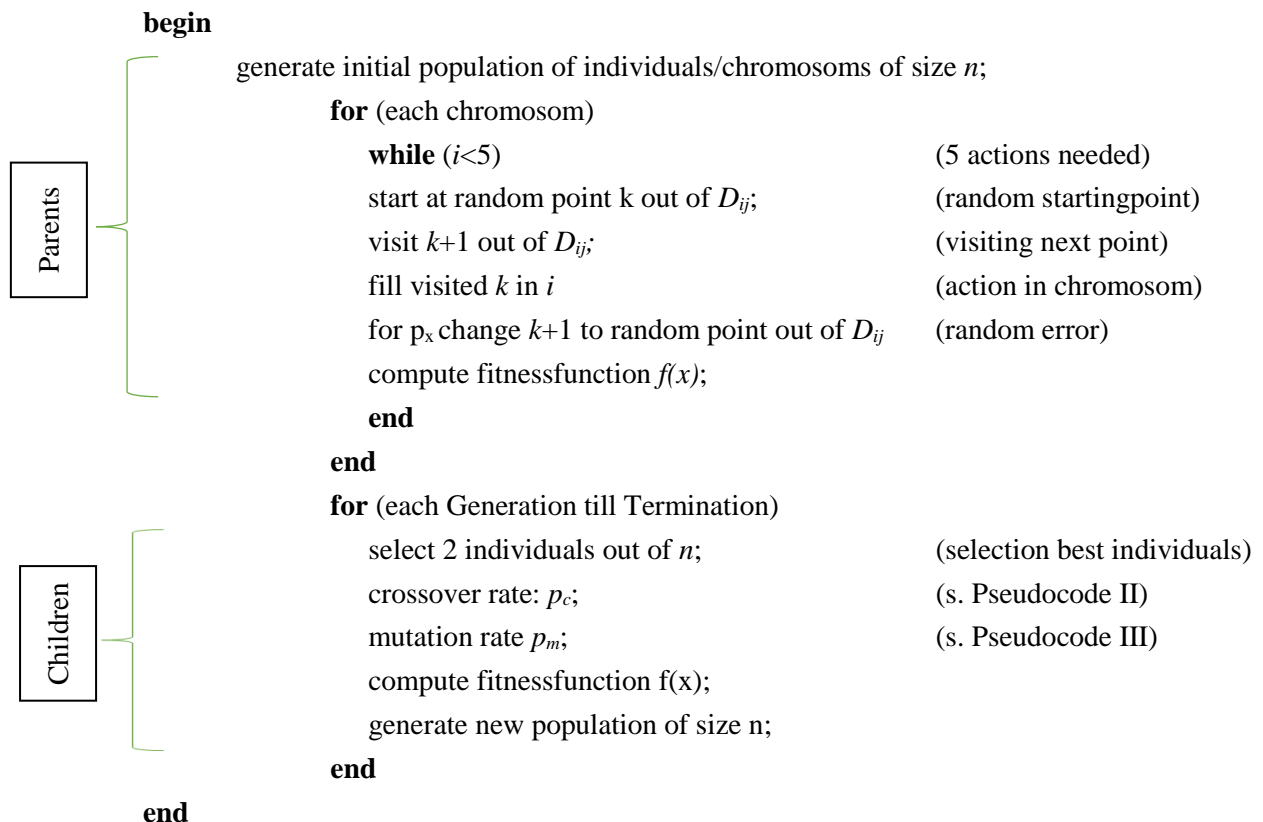 begin
generate initial population of individuals/chromosoms of size n;
for (each chromosom)
while (i<5) (5 actions needed)
start at random point k out of Dij; (random startingpoint)
visit k+1 out of Dij; (visiting next point)
fill visited k in i (action in chromosom)
for px change k+1 to random point out of Dij (random error)
compute fitnessfunction f(x);
end
end
Parents
for (each Generation till Termination)
select 2 individuals out of n; (selection best individuals)
crossover rate: pc; (s. Pseudocode II)
mutation rate pm; (s. Pseudocode III)
compute fitnessfunction f(x);
generate new population of size n;
end
Children
end